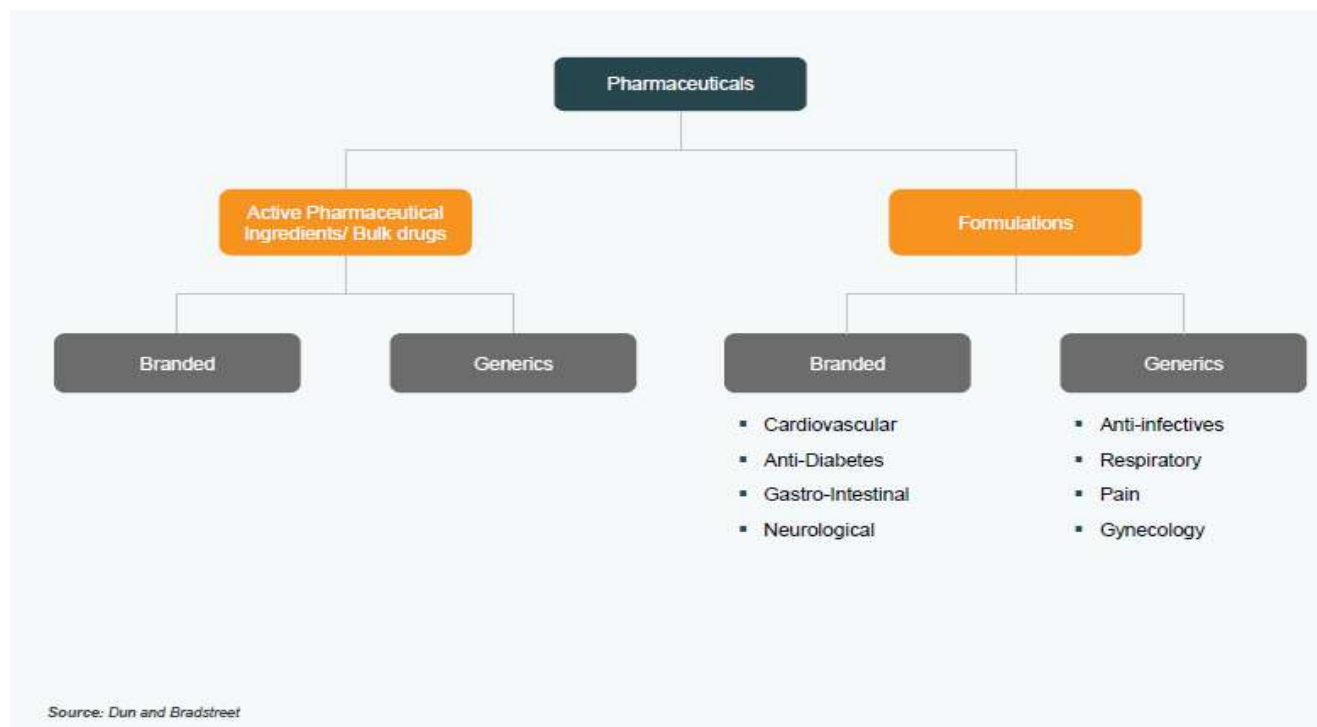 Pharmaceuticals
Active Pharmaceutical
Ingredients/ Bulk drugs
Formulations
Branded
Generics
Branded
Generics
▪ Cardiovascular
▪ Anti-Diabetes
▪ Gastro-Intestinal
▪ Neurological
▪ Anti-infectives
▪ Respiratory
▪ Pain
▪ Gynecology
Source: Dun and Bradstreet